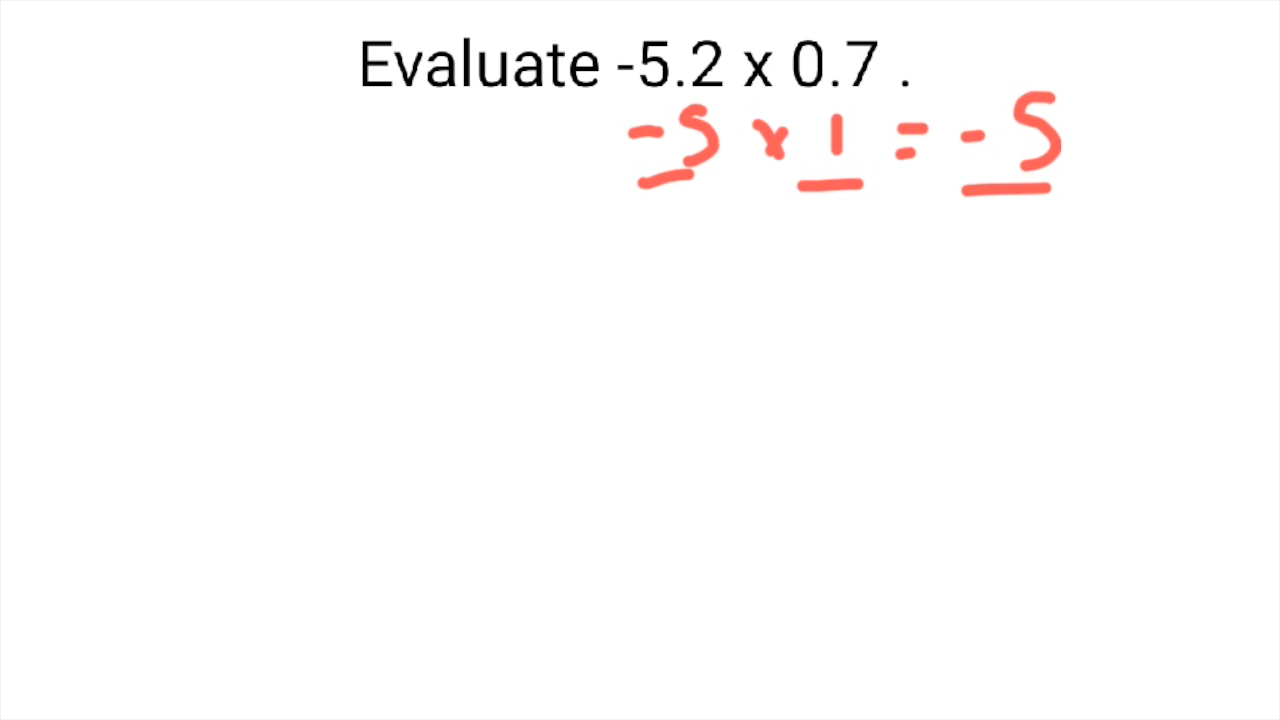 Evaluate -5.2 x 0.7 .
-5 x 1 = -5